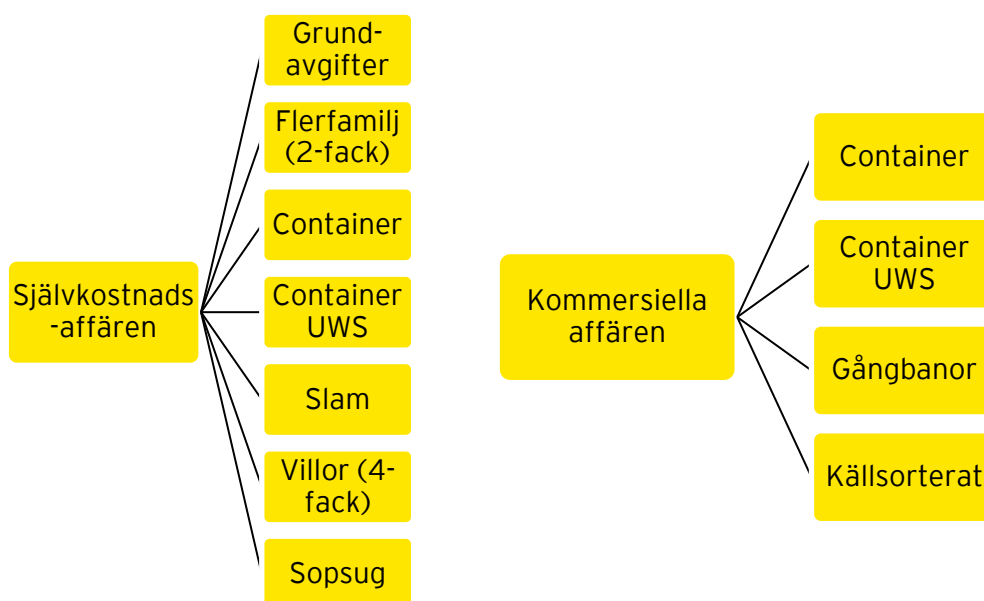 Självkostnads
-affären
Grund-
avgifter
Flerfamilj
(2-fack)
Container
Container
UWS
Slam
Villor (4-
fack)
Sopsug
Kommersiella
affären
Container
Container
UWS
Gångbanor
Källsorterat